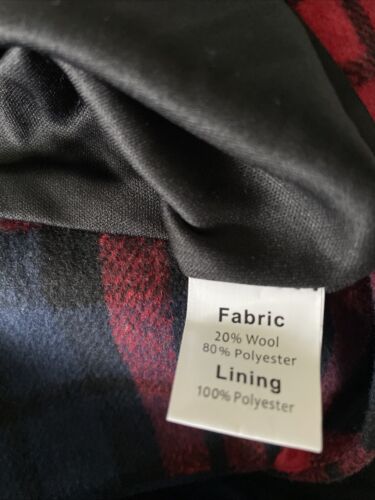 Fabric
20% Wool
80% Polyester
Lining
100% Polyester